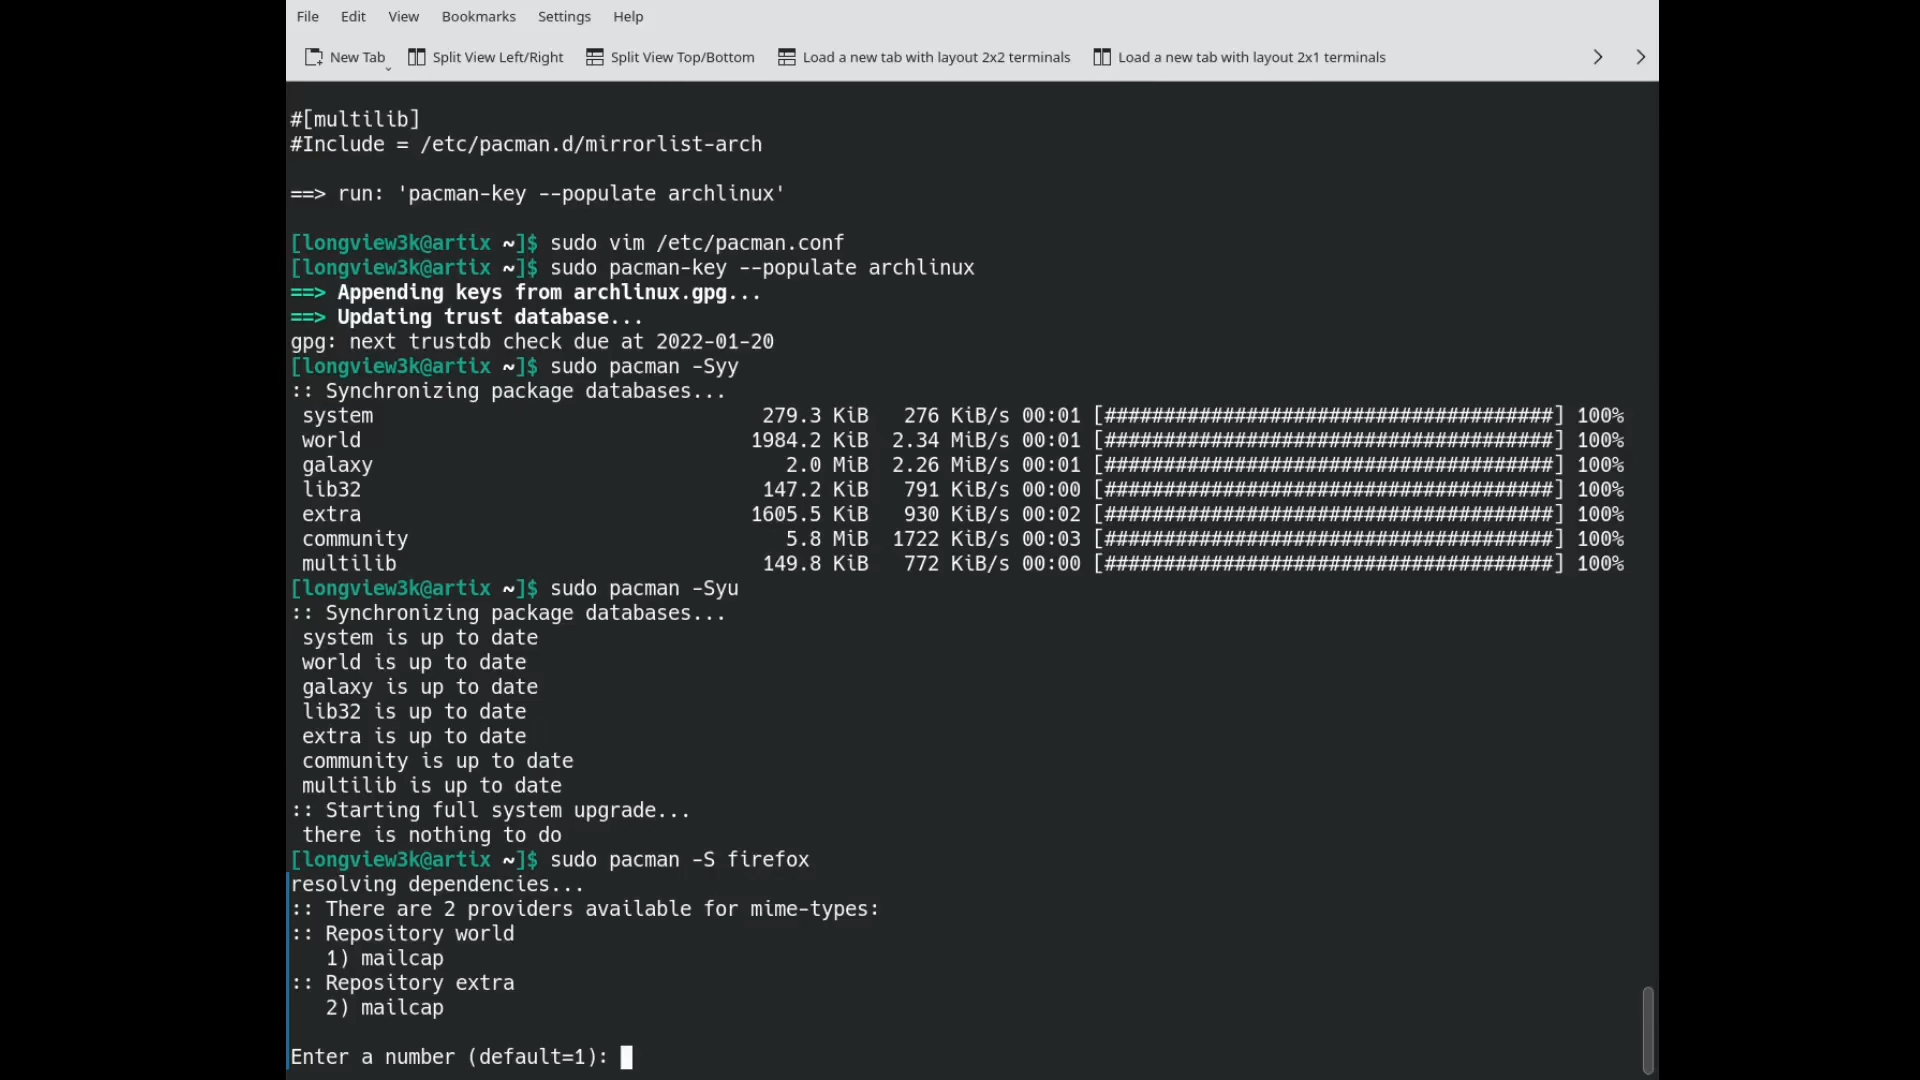 File Edit View Bookmarks Settings Help
New Tab Split View Left/Right Split View Top/Bottom Load a new tab with layout 2x2 terminals Load a new tab with layout 2x1 terminals
#[multilib]
#Include = /etc/pacman.d/mirrorlist-arch
==> run: 'pacman-key --populate archlinux'
[longview3k@artix ~]$ sudo vim /etc/pacman.conf
[longview3k@artix ~]$ sudo pacman-key --populate archlinux
==> Appending keys from archlinux.gpg...
==> Updating trust database...
gpg: next trustdb check due at 2022-01-20
[longview3k@artix ~]$ sudo pacman -Syy
:: Synchronizing package databases...
system 279.3 KiB 276 KiB/s 00:01 [######################################] 100%
world 1984.2 KiB 2.34 MiB/s 00:01 [######################################] 100%
galaxy 2.0 MiB 2.26 MiB/s 00:01 [######################################] 100%
lib32 147.2 KiB 791 KiB/s 00:00 [######################################] 100%
extra 1605.5 KiB 930 KiB/s 00:02 [######################################] 100%
community 5.8 MiB 1722 KiB/s 00:03 [######################################] 100%
multilib 149.8 KiB 772 KiB/s 00:00 [######################################] 100%
[longview3k@artix ~]$ sudo pacman -Syu
:: Synchronizing package databases...
system is up to date
world is up to date
galaxy is up to date
lib32 is up to date
extra is up to date
community is up to date
multilib is up to date
:: Starting full system upgrade...
there is nothing to do
[longview3k@artix ~]$ sudo pacman -S firefox
resolving dependencies...
:: There are 2 providers available for mime-types:
:: Repository world
1) mailcap
:: Repository extra
2) mailcap
Enter a number (default=1):